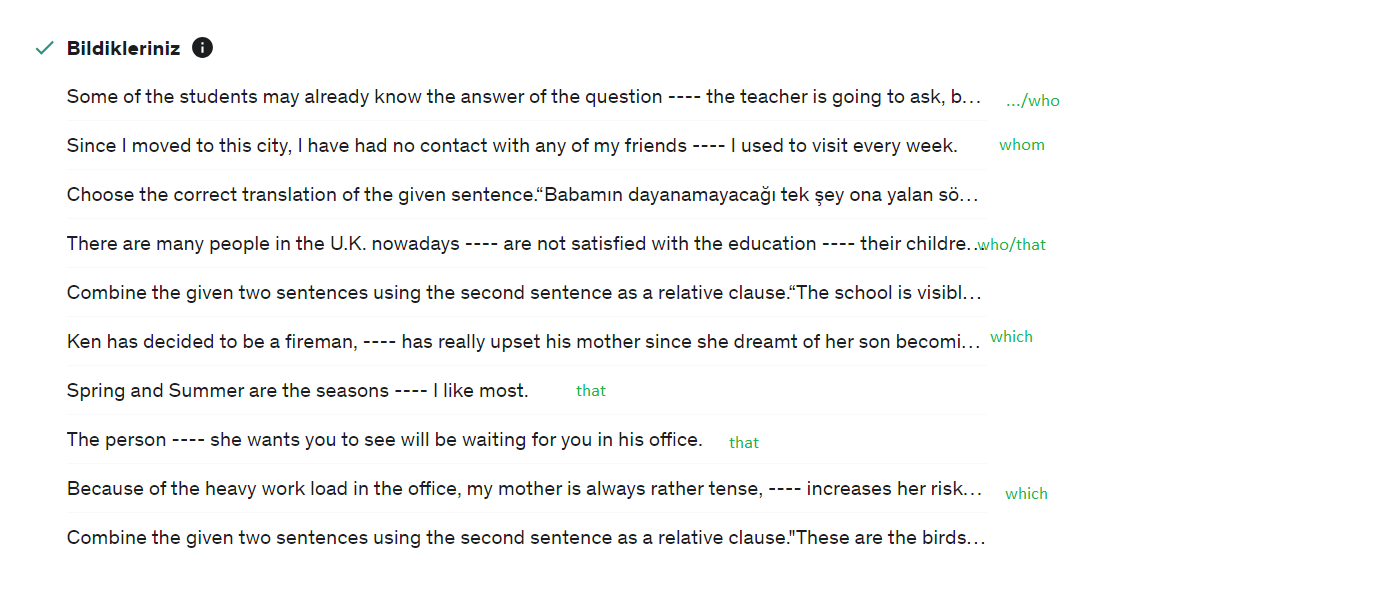 Bildikleriniz
Some of the students may already know the answer of the question ---- the teacher is going to ask, b... .../who
Since I moved to this city, I have had no contact with any of my friends ---- I used to visit every week. whom
Choose the correct translation of the given sentence.“Babamın dayanamayacağı tek şey ona yalan sö...
There are many people in the U.K. nowadays ---- are not satisfied with the education ---- their childre... who/that
Combine the given two sentences using the second sentence as a relative clause.“The school is visibl...
Ken has decided to be a fireman, ---- has really upset his mother since she dreamt of her son becomi... which
Spring and Summer are the seasons ---- I like most. that
The person ---- she wants you to see will be waiting for you in his office. that
Because of the heavy work load in the office, my mother is always rather tense, ---- increases her risk... which
Combine the given two sentences using the second sentence as a relative clause."These are the birds...